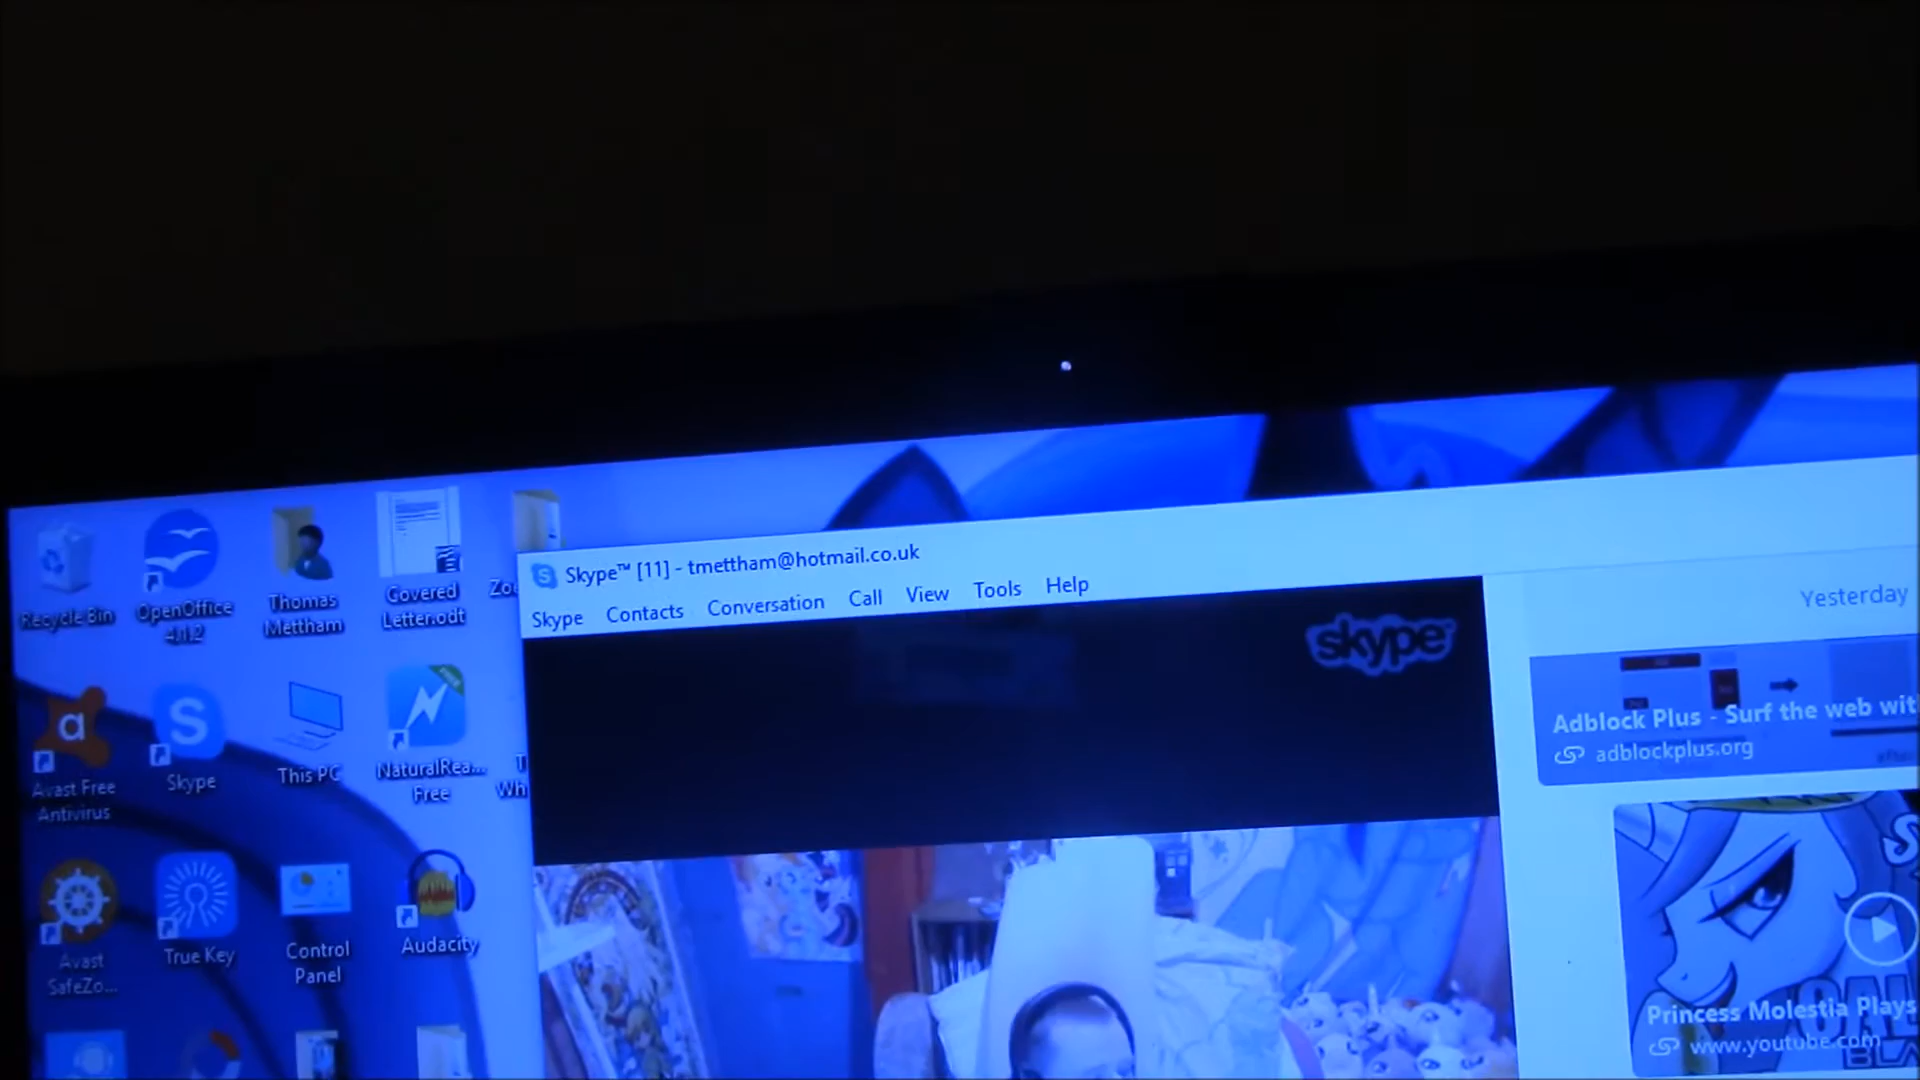 Skype™ [11] - tmettham@hotmail.co.uk
Skype Contacts Conversation Call View Tools Help
skype
Yesterday
Adblock Plus - Surf the web wit
adblockplus.org
Princess Molestia Plays
www.youtube.com
Recycle Bin
OpenOffice
4.1.2
Thomas
Mettham
Covered
Letter.odt
Zo
Avast Free
Antivirus
Skype
This PC
NaturalRea...
Free
T
Wh
Avast
SafeZo...
True Key
Control
Panel
Audacity